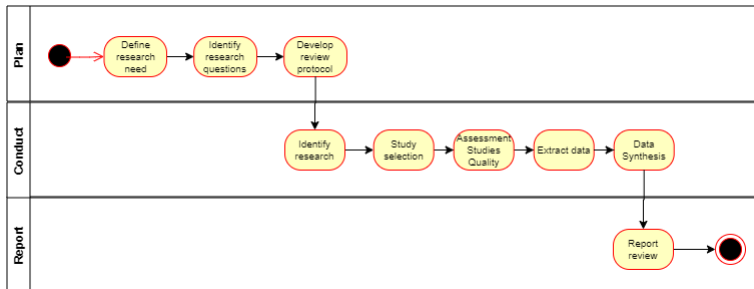 Plan
Define
research
need
Identify
research
questions
Develop
review
protocol
Conduct
Identify
research
Study
selection
Assessment
Studies
Quality
Extract data
Data
Synthesis
Report
Report
review